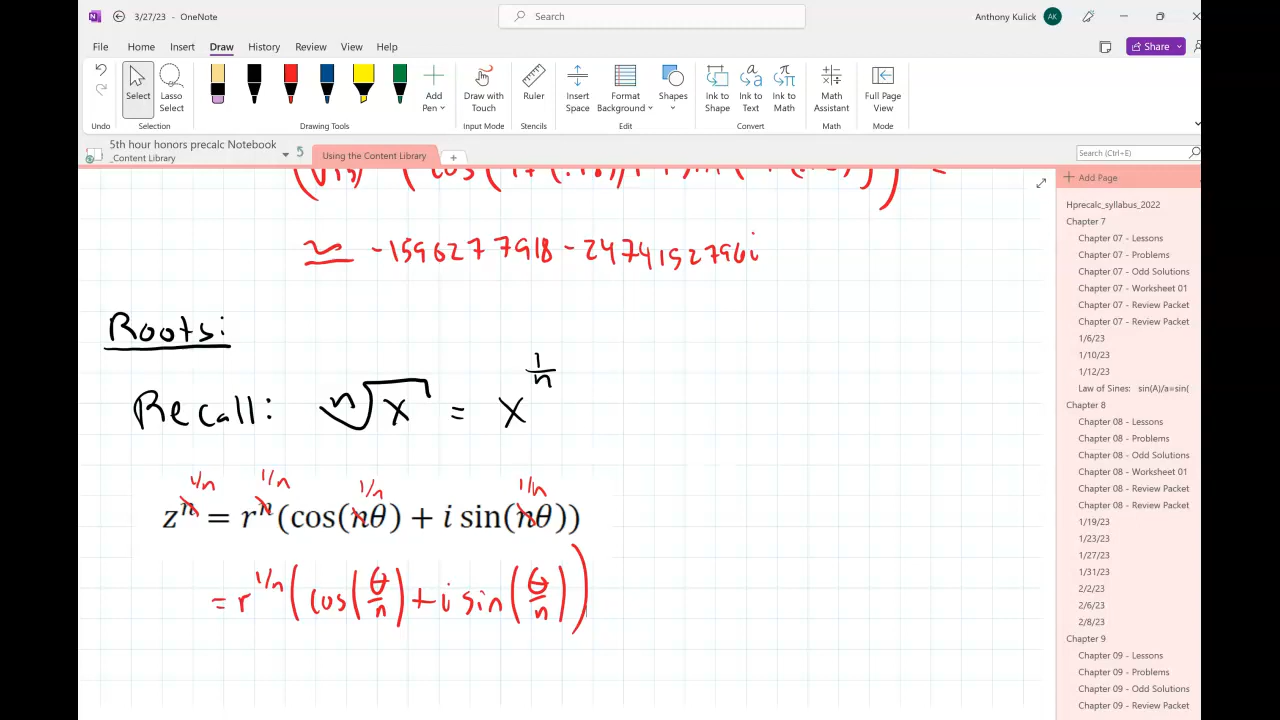 3/27/23 - OneNote
Search
Anthony Kulick AK
File Home Insert Draw History Review View Help
Share
Select
Lasso Select
Add Pen
Draw with Touch
Ruler
Insert Space
Format Background
Shapes
Ink to Shape
Ink to Text
Ink to Math
Math Assistant
Full Page View
Undo Selection Drawing Tools Input Mode Stencils Edit Convert Math Mode
5th hour honors precalc Notebook
_Content Library
Using the Content Library
Search (Ctrl+E)
≃ -1596277918 - 2474152796i
Roots:
Recall: ⁿ√x = x^(1/n)
1/n 1/n 1/n 1/n
zⁿ = rⁿ(cos(nθ) + i sin(nθ))
= r^(1/n) (cos(θ/n) + i sin(θ/n))
Add Page
Hprecalc_syllabus_2022
Chapter 7
Chapter 07 - Lessons
Chapter 07 - Problems
Chapter 07 - Odd Solutions
Chapter 07 - Worksheet 01
Chapter 07 - Review Packet
Chapter 07 - Review Packet
1/6/23
1/10/23
1/12/23
Law of Sines: sin(A)/a=sin(
Chapter 8
Chapter 08 - Lessons
Chapter 08 - Problems
Chapter 08 - Odd Solutions
Chapter 08 - Worksheet 01
Chapter 08 - Review Packet
Chapter 08 - Review Packet
1/19/23
1/23/23
1/27/23
1/31/23
2/2/23
2/6/23
2/8/23
Chapter 9
Chapter 09 - Lessons
Chapter 09 - Problems
Chapter 09 - Odd Solutions
Chapter 09 - Review Packet